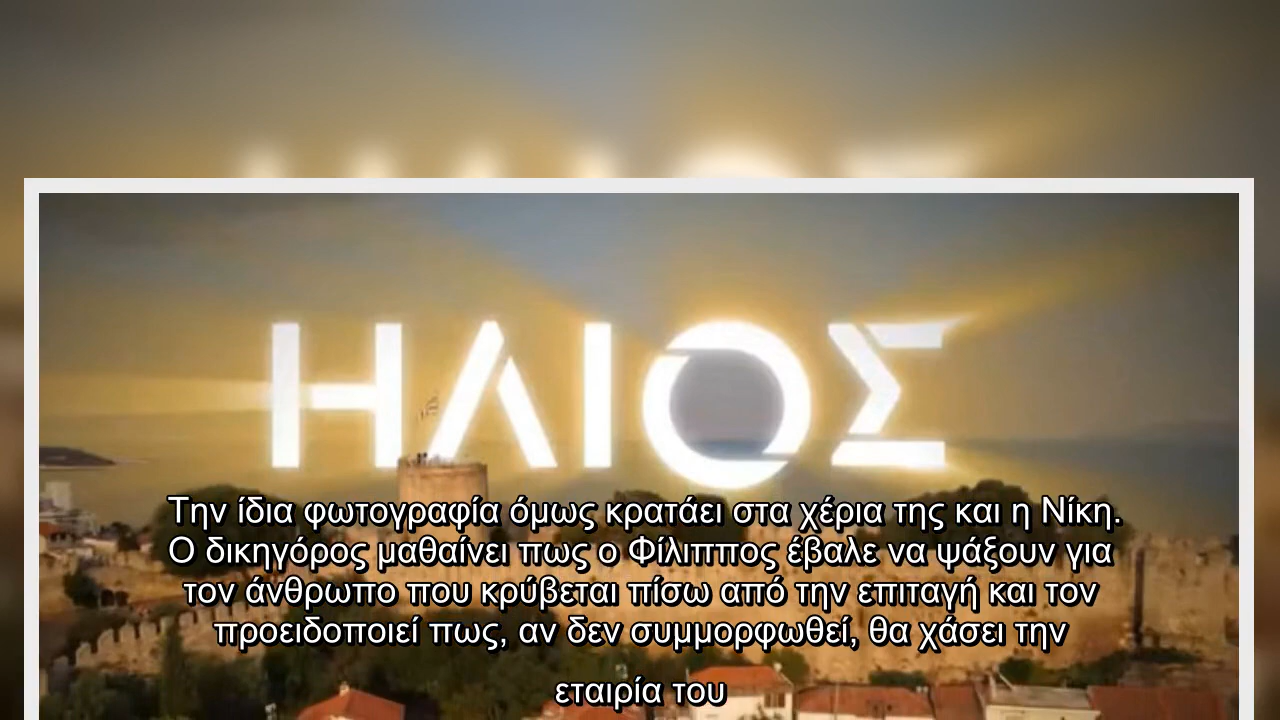 ΗΛΙΟΣ
Την ίδια φωτογραφία όμως κρατάει στα χέρια της και η Νίκη.
Ο δικηγόρος μαθαίνει πως ο Φίλιππος έβαλε να ψάξουν για
τον άνθρωπο που κρύβεται πίσω από την επιταγή και τον
προειδοποιεί πως, αν δεν συμμορφωθεί, θα χάσει την
εταιρία του